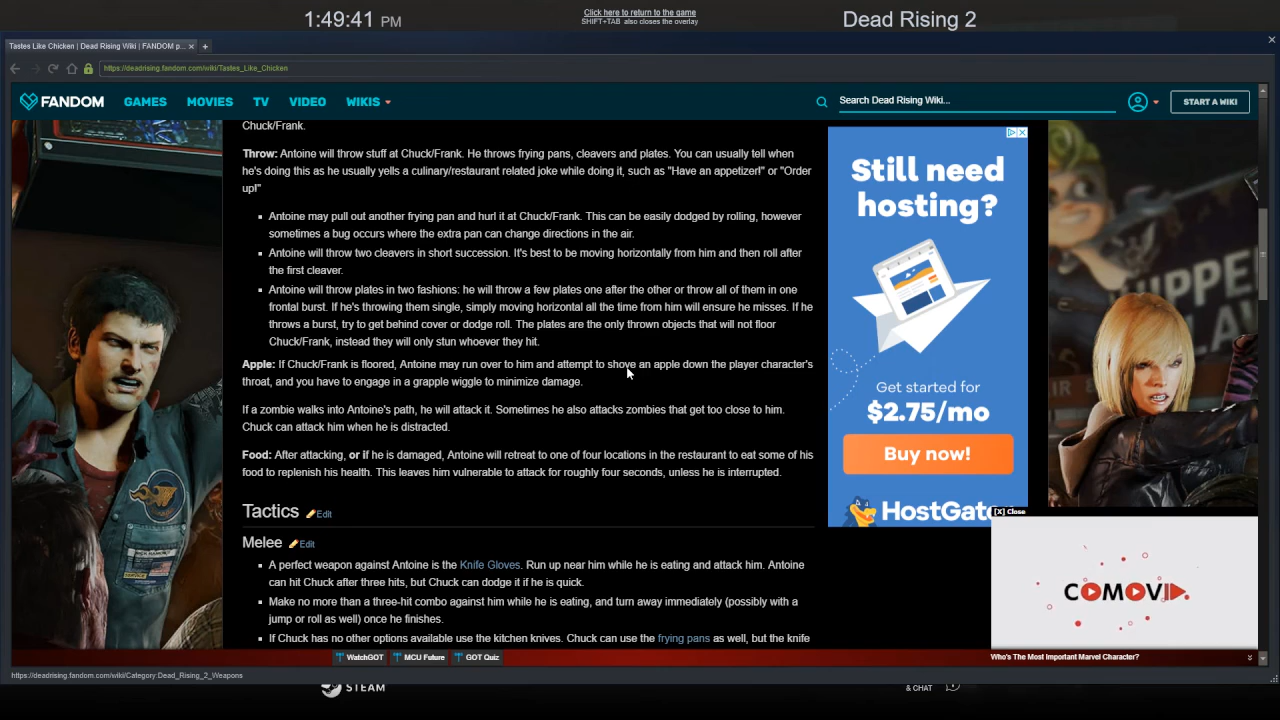 1:49:41 PM
Click here to return to the game
SHIFT+TAB also closes the overlay
Dead Rising 2
Tastes Like Chicken | Dead Rising Wiki | FANDOM p...
https://deadrising.fandom.com/wiki/Tastes_Like_Chicken
FANDOM GAMES MOVIES TV VIDEO WIKIS
Search Dead Rising Wiki...
START A WIKI
Chuck/Frank.
Throw: Antoine will throw stuff at Chuck/Frank. He throws frying pans, cleavers and plates. You can usually tell when
he's doing this as he usually yells a culinary/restaurant related joke while doing it, such as "Have an appetizer!" or "Order
up!"
Antoine may pull out another frying pan and hurl it at Chuck/Frank. This can be easily dodged by rolling, however
sometimes a bug occurs where the extra pan can change directions in the air.
Antoine will throw two cleavers in short succession. It's best to be moving horizontally from him and then roll after
the first cleaver.
Antoine will throw plates in two fashions: he will throw a few plates one after the other or throw all of them in one
frontal burst. If he's throwing them single, simply moving horizontal all the time from him will ensure he misses. If he
throws a burst, try to get behind cover or dodge roll. The plates are the only thrown objects that will not floor
Chuck/Frank, instead they will only stun whoever they hit.
Apple: If Chuck/Frank is floored, Antoine may run over to him and attempt to shove an apple down the player character's
throat, and you have to engage in a grapple wiggle to minimize damage.
If a zombie walks into Antoine's path, he will attack it. Sometimes he also attacks zombies that get too close to him.
Chuck can attack him when he is distracted.
Food: After attacking, or if he is damaged, Antoine will retreat to one of four locations in the restaurant to eat some of his
food to replenish his health. This leaves him vulnerable to attack for roughly four seconds, unless he is interrupted.
Tactics Edit
Melee Edit
A perfect weapon against Antoine is the Knife Gloves. Run up near him while he is eating and attack him. Antoine
can hit Chuck after three hits, but Chuck can dodge it if he is quick.
Make no more than a three-hit combo against him while he is eating, and turn away immediately (possibly with a
jump or roll as well) once he finishes.
If Chuck has no other options available use the kitchen knives. Chuck can use the frying pans as well, but the knife
Still need
hosting?
Get started for
$2.75/mo
Buy now!
HostGat
[X] Close
COMOVI
Who's The Most Important Marvel Character?
WatchGOT MCU Future GOT Quiz
https://deadrising.fandom.com/wiki/Category:Dead_Rising_2_Weapons
STEAM
& CHAT